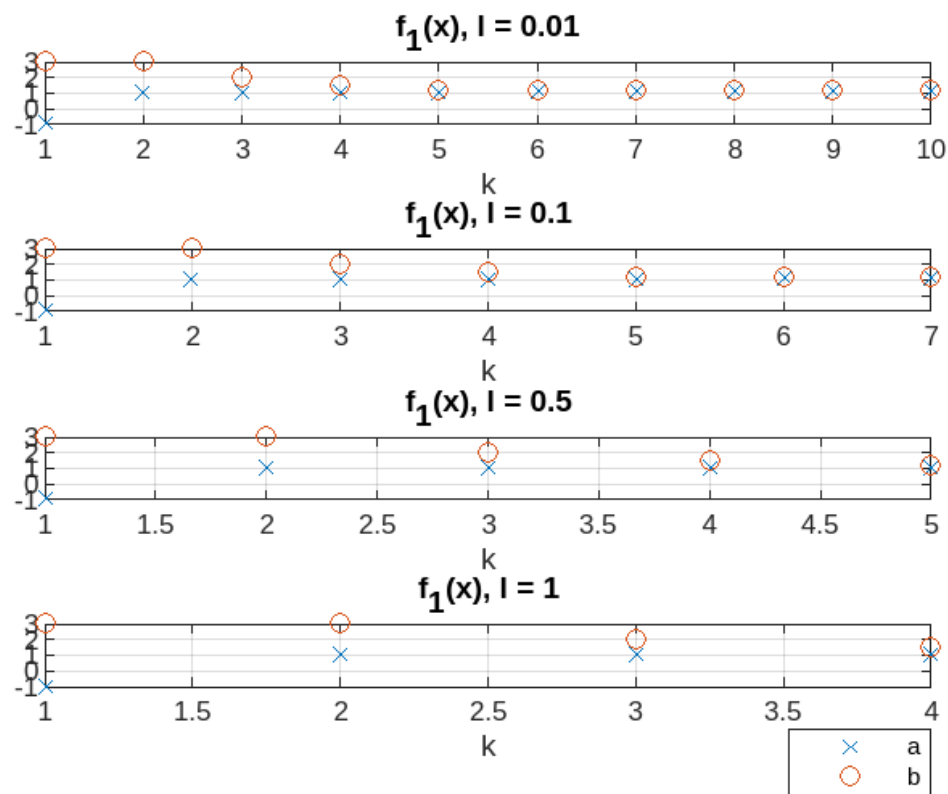 f1(x), l = 0.01
3
2
1
0
-1
1 2 3 4 5 6 7 8 9 10
k
f1(x), l = 0.1
3
2
1
0
-1
1 2 3 4 5 6 7
k
f1(x), l = 0.5
3
2
1
0
-1
1 1.5 2 2.5 3 3.5 4 4.5 5
k
f1(x), l = 1
3
2
1
0
-1
1 1.5 2 2.5 3 3.5 4
k
a
b